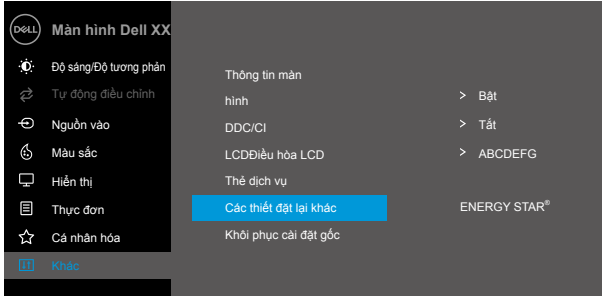 DELL
Màn hình Dell XX
Độ sáng/Độ tương phản
Tự động điều chỉnh
Nguồn vào
Màu sắc
Hiển thị
Thực đơn
Cá nhân hóa
Khác
Thông tin màn
hình
DDC/CI
LCDĐiều hòa LCD
Thẻ dịch vụ
Các thiết đặt lại khác
Khôi phục cài đặt gốc
> Bật
> Tắt
> ABCDEFG
ENERGY STAR®